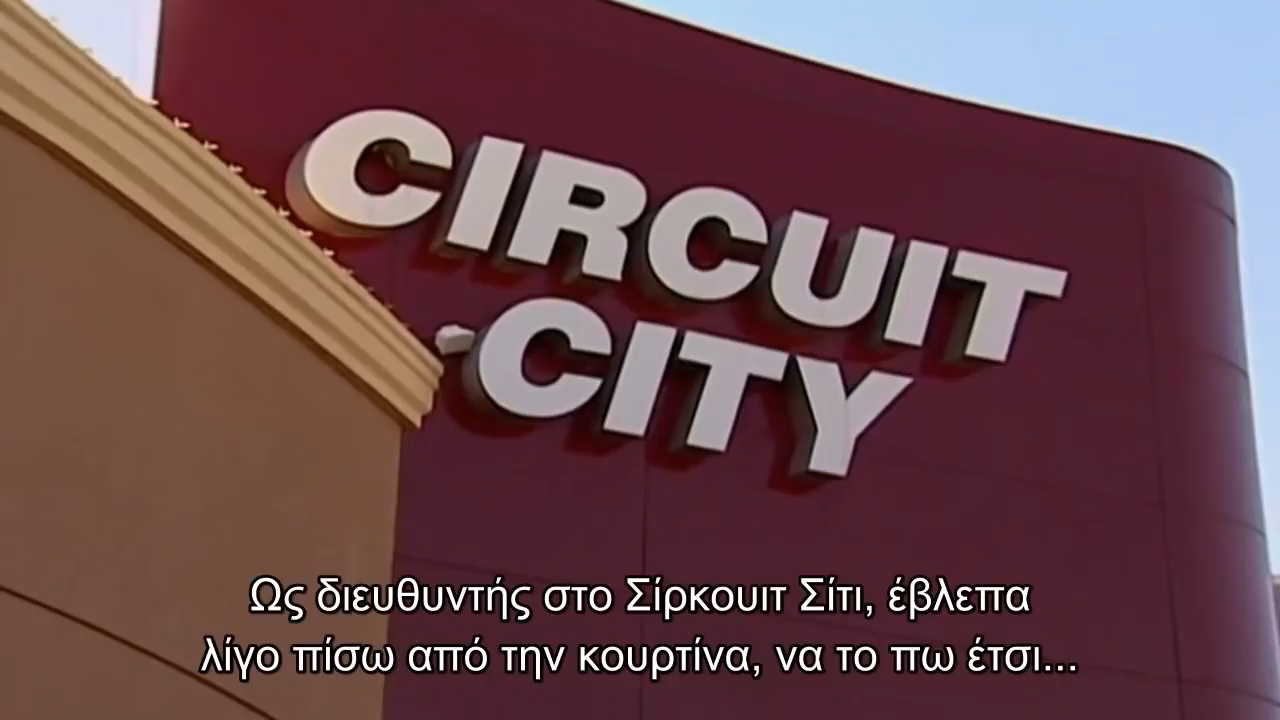 CIRCUIT
CITY
Ως διευθυντής στο Σίρκουιτ Σίτι, έβλεπα
λίγο πίσω από την κουρτίνα, να το πω έτσι...